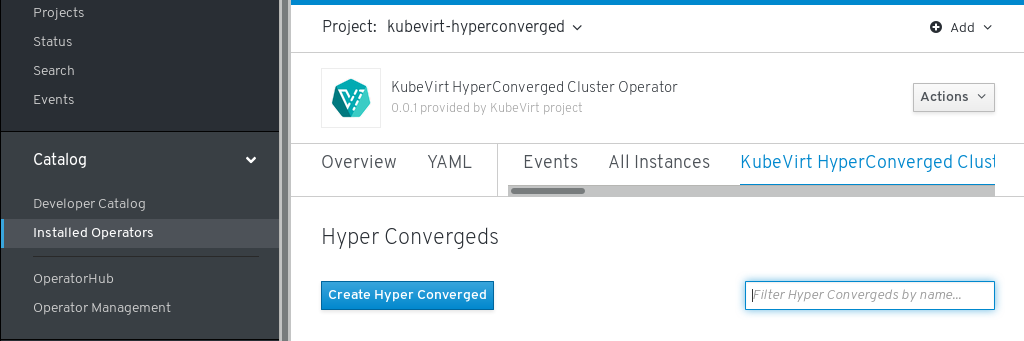 Projects
Status
Search
Events
Catalog
Developer Catalog
Installed Operators
OperatorHub
Operator Management
Project: kubevirt-hyperconverged
Add
KubeVirt HyperConverged Cluster Operator
0.0.1 provided by KubeVirt project
Actions
Overview YAML Events All Instances KubeVirt HyperConverged Clust
Hyper Convergeds
Create Hyper Converged
Filter Hyper Convergeds by name...